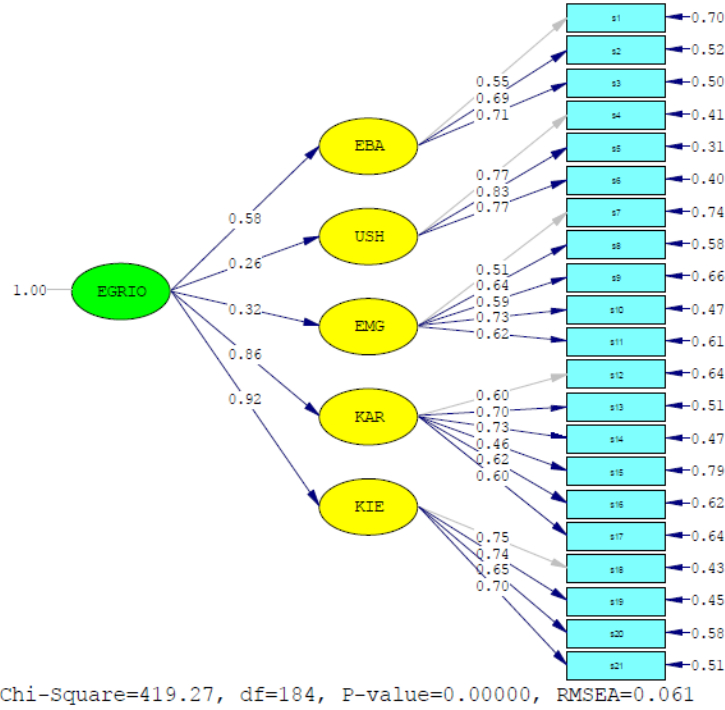 s1 0.70
s2 0.52
s3 0.50
s4 0.41
s5 0.31
s6 0.40
s7 0.74
s8 0.58
s9 0.66
s10 0.47
s11 0.61
s12 0.64
s13 0.51
s14 0.47
s15 0.79
s16 0.62
s17 0.64
s18 0.43
s19 0.45
s20 0.58
s21 0.51
0.55
0.69
0.71
0.77
0.83
0.77
0.51
0.64
0.59
0.73
0.62
0.60
0.70
0.73
0.46
0.62
0.60
0.75
0.74
0.65
0.70
EBA
USH
EMG
KAR
KIE
0.58
0.26
0.32
0.86
0.92
1.00 EGRIO
Chi-Square=419.27, df=184, P-value=0.00000, RMSEA=0.061